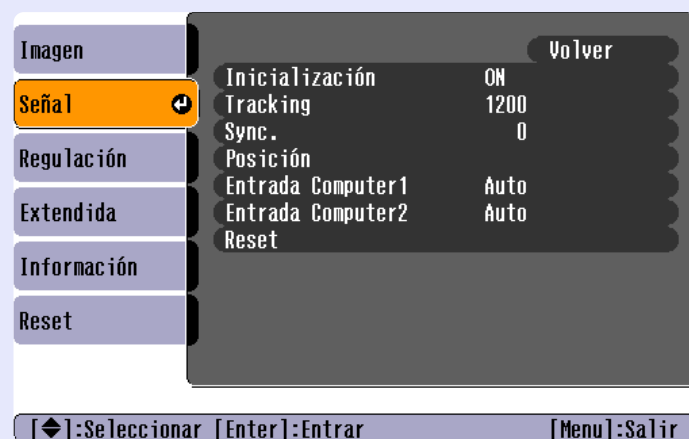 Imagen
Señal
Regulación
Extendida
Información
Reset
Volver
Inicialización ON
Tracking 1200
Sync. 0
Posición
Entrada Computer1 Auto
Entrada Computer2 Auto
Reset
[◆]:Seleccionar [Enter]:Entrar [Menu]:Salir